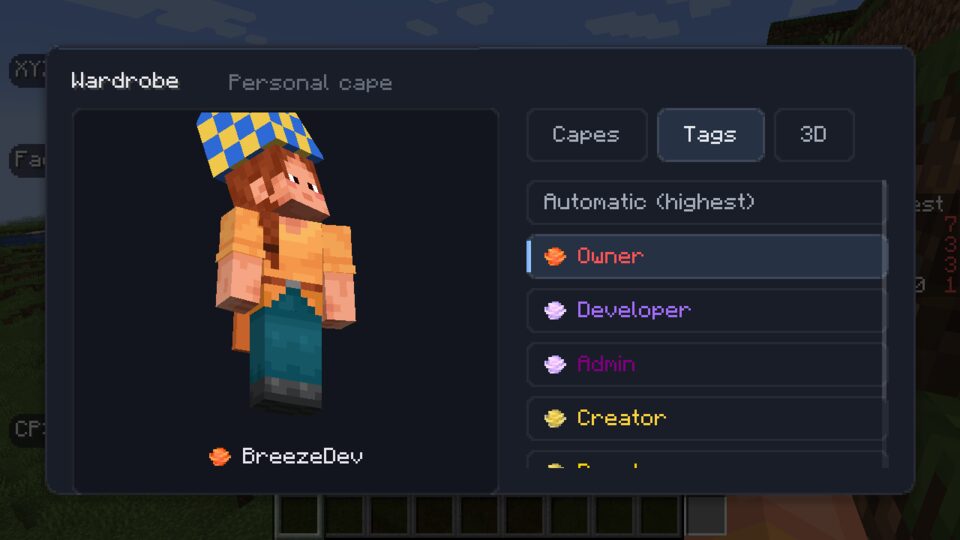 Wardrobe
Personal cape
Capes
Tags
3D
Automatic (highest)
Owner
Developer
Admin
Creator
BreezeDev